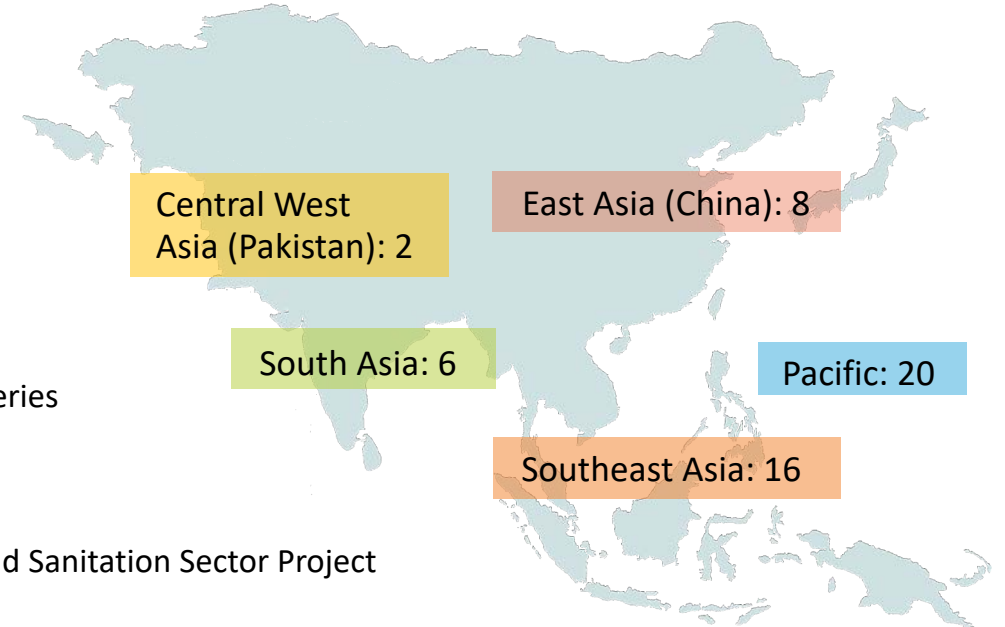 Central West
Asia (Pakistan): 2
East Asia (China): 8
South Asia: 6
Pacific: 20
eries
Southeast Asia: 16
d Sanitation Sector Project